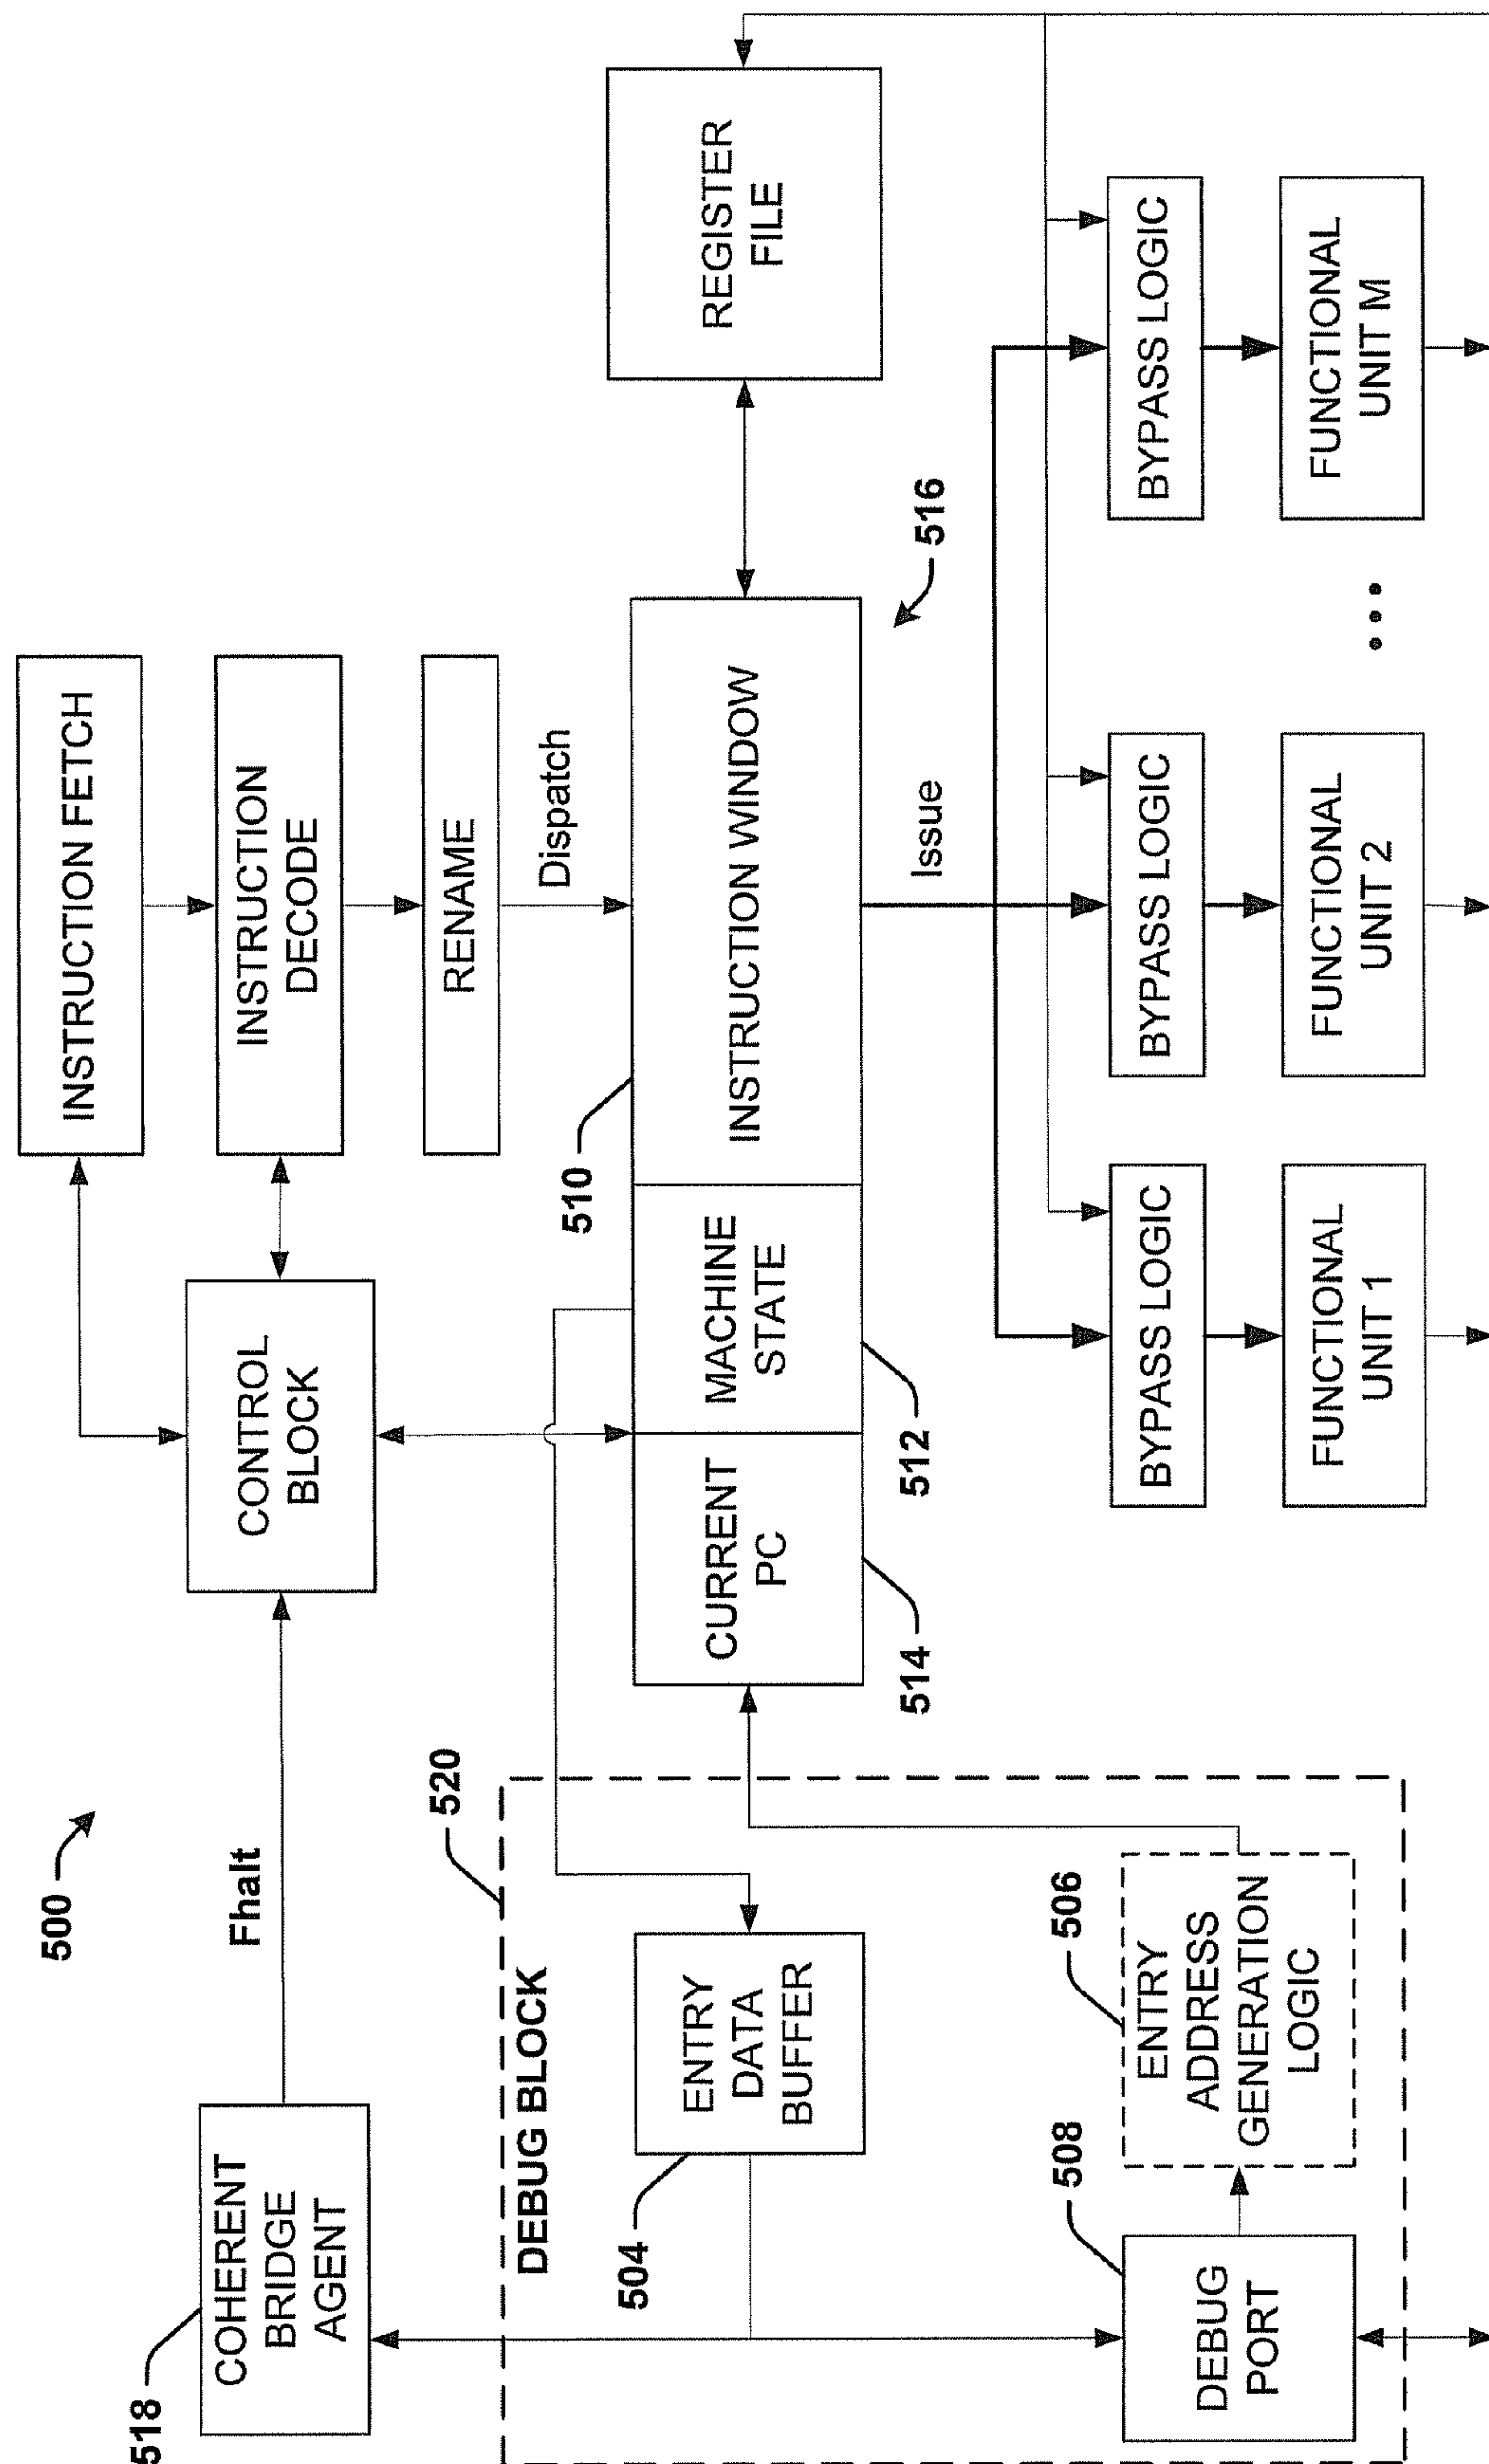 500
518
COHERENT
BRIDGE
AGENT
Fhalt
CONTROL
BLOCK
INSTRUCTION FETCH
INSTRUCTION
DECODE
RENAME
Dispatch
520
DEBUG BLOCK
504
ENTRY
DATA
BUFFER
514
CURRENT
PC
512
MACHINE
STATE
510
INSTRUCTION WINDOW
516
REGISTER
FILE
Issue
508
DEBUG
PORT
506
ENTRY
ADDRESS
GENERATION
LOGIC
BYPASS LOGIC
BYPASS LOGIC
BYPASS LOGIC
FUNCTIONAL
UNIT 1
FUNCTIONAL
UNIT 2
•••
FUNCTIONAL
UNIT M